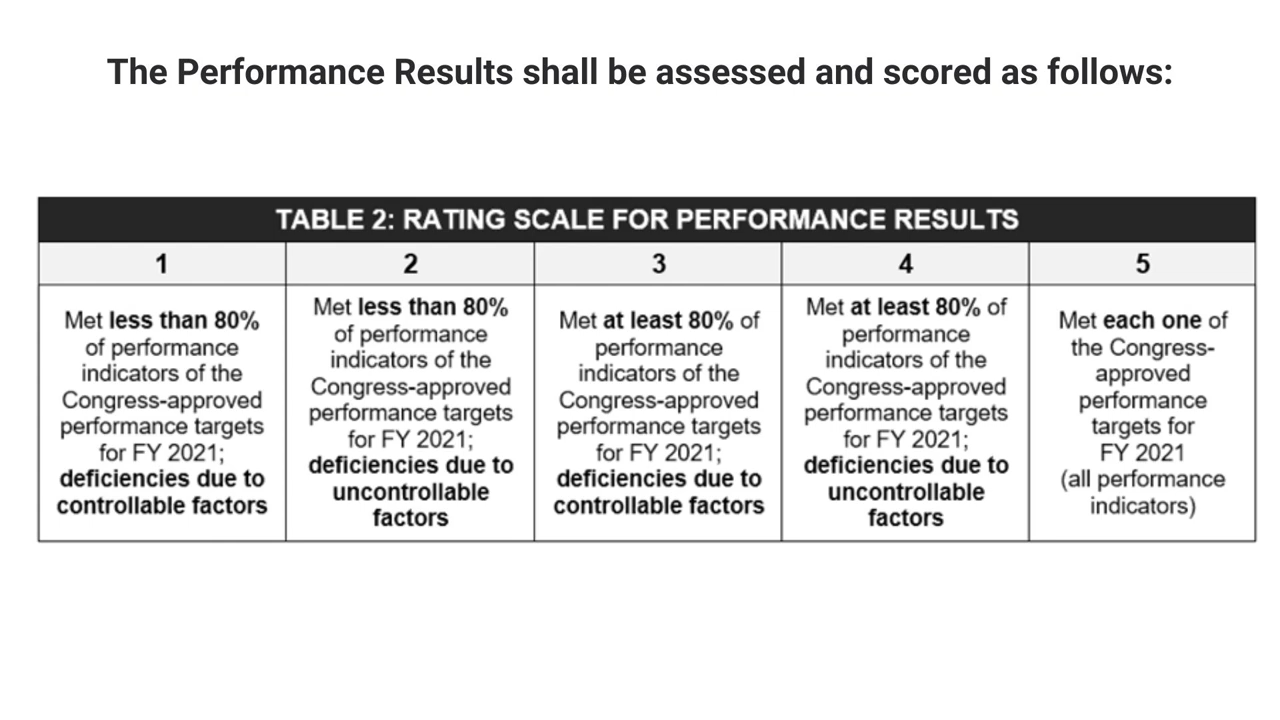 The Performance Results shall be assessed and scored as follows:
TABLE 2: RATING SCALE FOR PERFORMANCE RESULTS
1
2
3
4
5
Met less than 80%
of performance
indicators of the
Congress-approved
performance targets
for FY 2021;
deficiencies due to
controllable factors
Met less than 80%
of performance
indicators of the
Congress-approved
performance targets
for FY 2021;
deficiencies due to
uncontrollable
factors
Met at least 80% of
performance
indicators of the
Congress-approved
performance targets
for FY 2021;
deficiencies due to
controllable factors
Met at least 80% of
performance
indicators of the
Congress-approved
performance targets
for FY 2021;
deficiencies due to
uncontrollable
factors
Met each one of
the Congress-
approved
performance
targets for
FY 2021
(all performance
indicators)